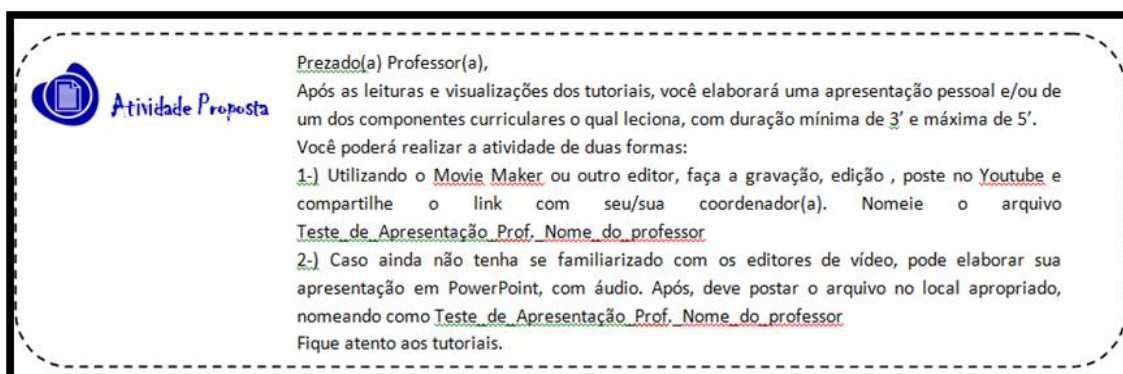 Atividade Proposta
Prezado(a) Professor(a),
Após as leituras e visualizações dos tutoriais, você elaborará uma apresentação pessoal e/ou de
um dos componentes curriculares o qual leciona, com duração mínima de 3’ e máxima de 5’.
Você poderá realizar a atividade de duas formas:
1-) Utilizando o Movie Maker ou outro editor, faça a gravação, edição , poste no Youtube e
compartilhe o link com seu/sua coordenador(a). Nomeie o arquivo
Teste_de_Apresentação_Prof._Nome_do_professor
2-) Caso ainda não tenha se familiarizado com os editores de vídeo, pode elaborar sua
apresentação em PowerPoint, com áudio. Após, deve postar o arquivo no local apropriado,
nomeando como Teste_de_Apresentação_Prof._Nome_do_professor
Fique atento aos tutoriais.